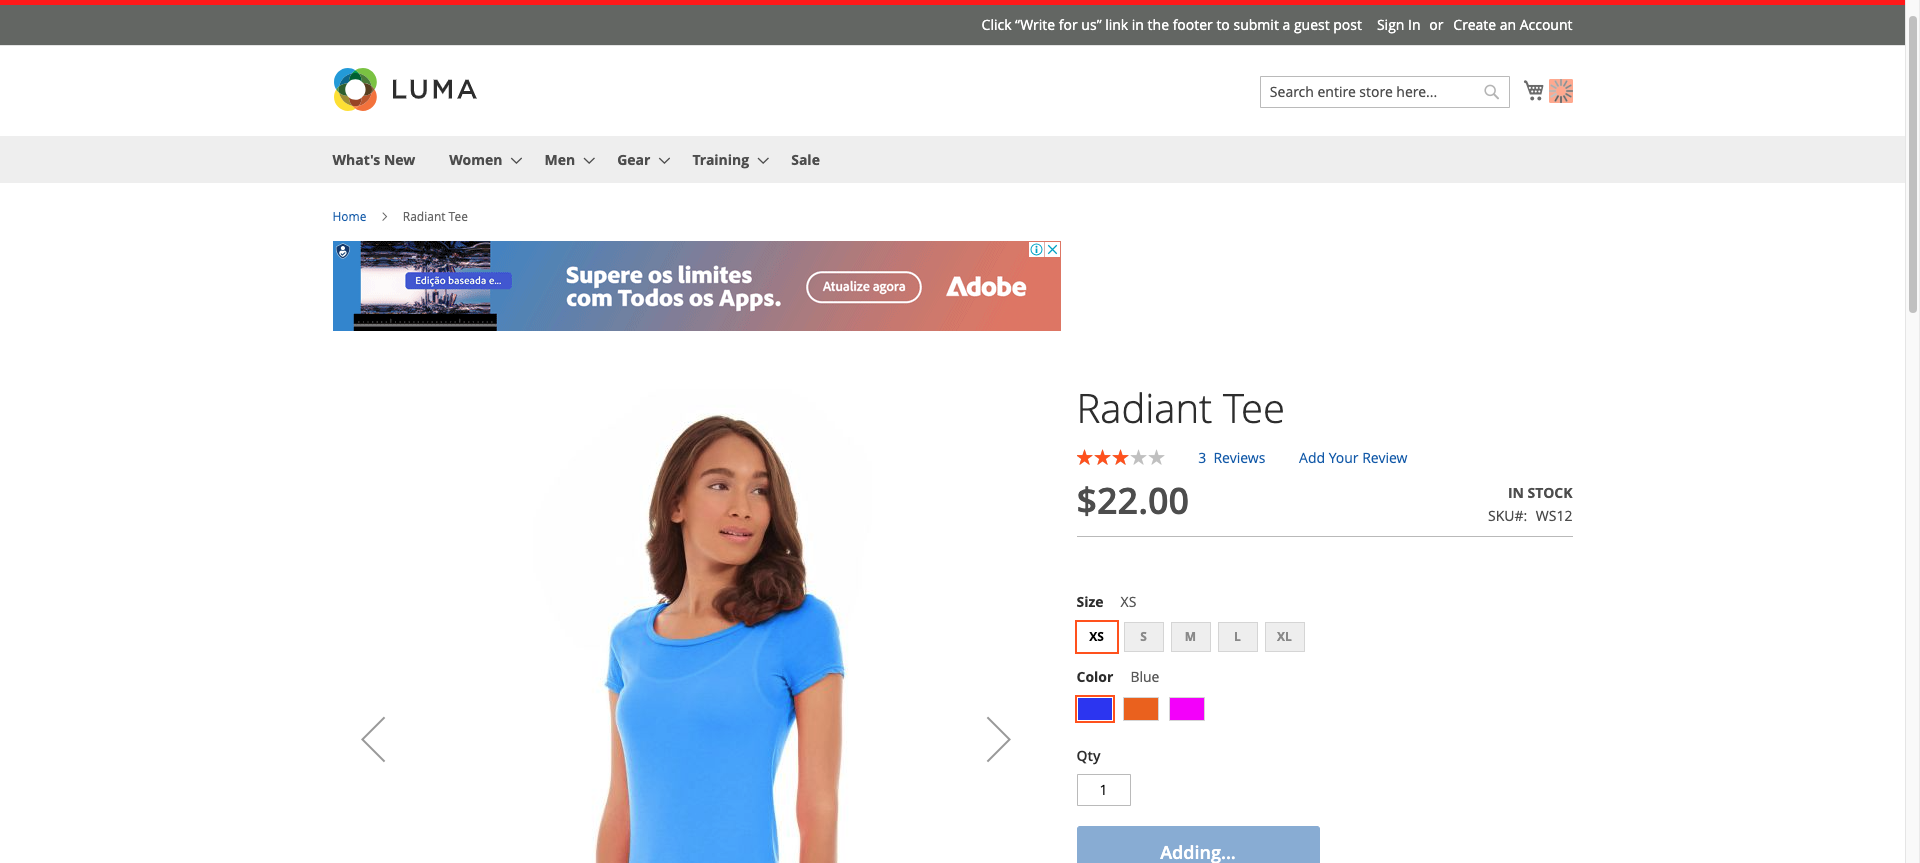 Click “Write for us” link in the footer to submit a guest post Sign In or Create an Account
LUMA
Search entire store here...
What's New Women Men Gear Training Sale
Home Radiant Tee
Edição baseada e...
Supere os limites
com Todos os Apps.
Atualize agora
Adobe
Radiant Tee
3 Reviews Add Your Review
$22.00
IN STOCK
SKU#: WS12
Size XS
XS S M L XL
Color Blue
Qty
1
Adding...